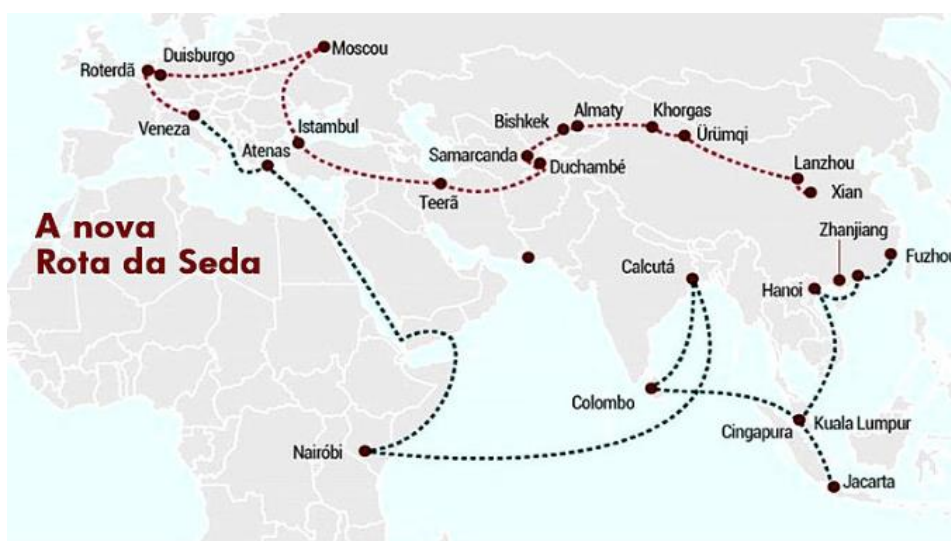 Duisburgo
Moscou
Roterdã
Veneza
Istambul
Atenas
Bishkek
Almaty
Khorgas
Ürümqi
Samarcanda
Duchambé
Lanzhou
Xian
Teerã
A nova
Rota da Seda
Zhanjiang
Fuzhou
Calcutá
Hanoi
Colombo
Cingapura
Kuala Lumpur
Nairóbi
Jacarta